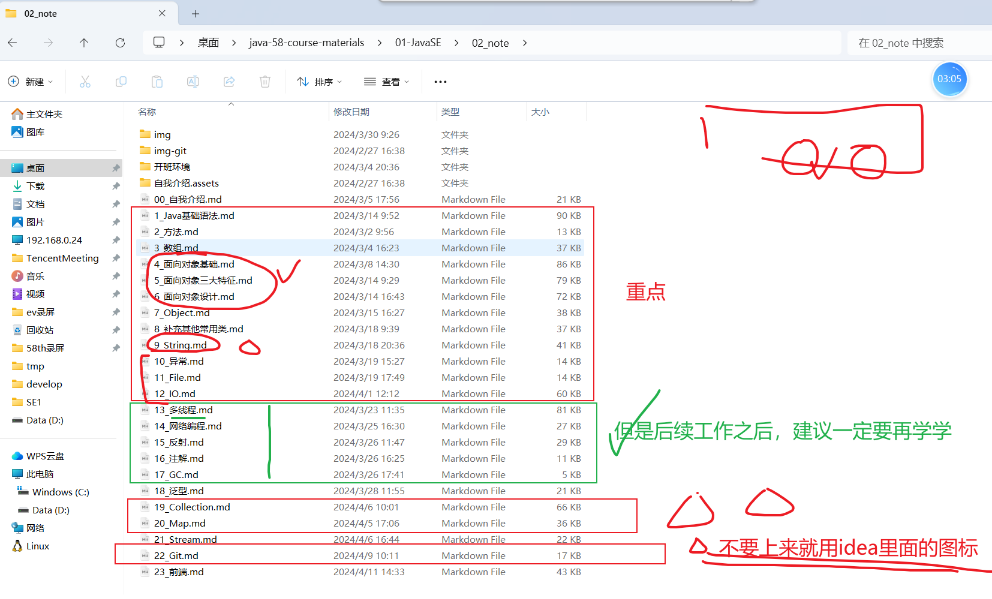 02_note
桌面 java-58-course-materials 01-JavaSE 02_note 在 02_note 中搜索
新建 排序 查看 03:05
名称 修改日期 类型 大小
主文件夹
图库
桌面
下载
文档
图片
192.168.0.24
TencentMeeting
音乐
视频
ev录屏
回收站
58th录屏
tmp
develop
SE1
Data (D:)
WPS云盘
此电脑
Windows (C:)
Data (D:)
网络
Linux
img 2024/3/30 9:26 文件夹
img-git 2024/2/27 16:38 文件夹
开班环境 2024/3/4 20:36 文件夹
自我介绍.assets 2024/2/27 16:38 文件夹
00_自我介绍.md 2024/3/5 17:56 Markdown File 21 KB
1_Java基础语法.md 2024/3/14 9:52 Markdown File 90 KB
2_方法.md 2024/3/2 9:56 Markdown File 13 KB
3_数组.md 2024/3/4 16:23 Markdown File 37 KB
4_面向对象基础.md 2024/3/8 14:30 Markdown File 86 KB
5_面向对象三大特征.md 2024/3/14 9:29 Markdown File 79 KB
6_面向对象设计.md 2024/3/14 16:43 Markdown File 72 KB
7_Object.md 2024/3/15 16:27 Markdown File 38 KB
8_补充其他常用类.md 2024/3/18 9:39 Markdown File 37 KB
9_String.md 2024/3/18 20:36 Markdown File 41 KB
10_异常.md 2024/3/19 15:27 Markdown File 14 KB
11_File.md 2024/3/19 17:49 Markdown File 14 KB
12_IO.md 2024/4/1 12:12 Markdown File 60 KB
13_多线程.md 2024/3/23 11:35 Markdown File 81 KB
14_网络编程.md 2024/3/25 16:30 Markdown File 27 KB
15_反射.md 2024/3/26 11:47 Markdown File 29 KB
16_注解.md 2024/3/26 16:25 Markdown File 11 KB
17_GC.md 2024/3/26 17:41 Markdown File 5 KB
18_泛型.md 2024/3/28 11:55 Markdown File 21 KB
19_Collection.md 2024/4/6 10:01 Markdown File 66 KB
20_Map.md 2024/4/5 17:06 Markdown File 36 KB
21_Stream.md 2024/4/6 16:44 Markdown File 22 KB
22_Git.md 2024/4/9 10:11 Markdown File 17 KB
23_前端.md 2024/4/11 14:33 Markdown File 43 KB
重点
但是后续工作之后，建议一定要再学学
不要上来就用idea里面的图标